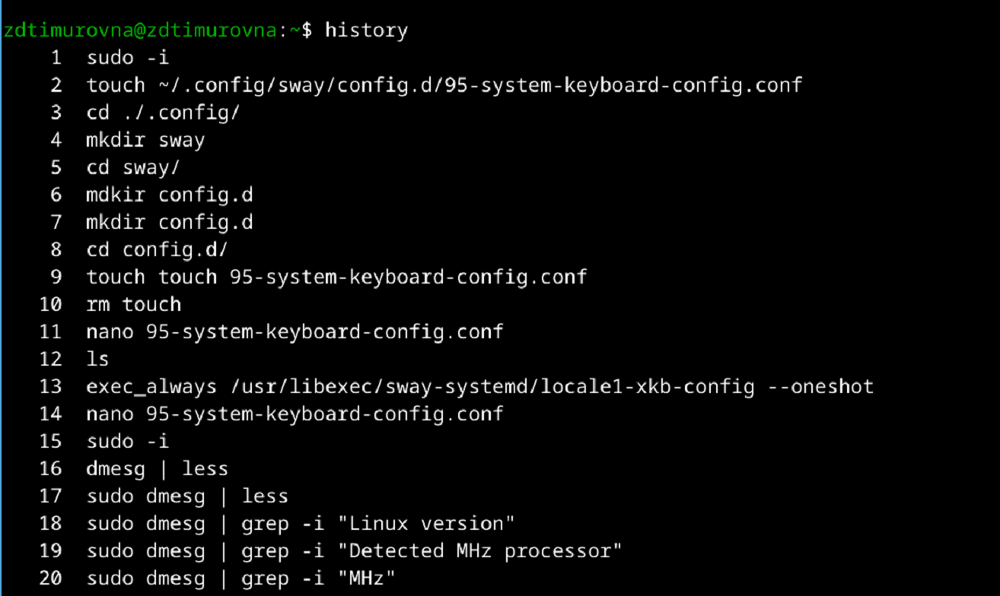 zdtimurovna@zdtimurovna:~$ history
1 sudo -i
2 touch ~/.config/sway/config.d/95-system-keyboard-config.conf
3 cd ./.config/
4 mkdir sway
5 cd sway/
6 mdkir config.d
7 mkdir config.d
8 cd config.d/
9 touch touch 95-system-keyboard-config.conf
10 rm touch
11 nano 95-system-keyboard-config.conf
12 ls
13 exec_always /usr/libexec/sway-systemd/locale1-xkb-config --oneshot
14 nano 95-system-keyboard-config.conf
15 sudo -i
16 dmesg | less
17 sudo dmesg | less
18 sudo dmesg | grep -i "Linux version"
19 sudo dmesg | grep -i "Detected MHz processor"
20 sudo dmesg | grep -i "MHz"